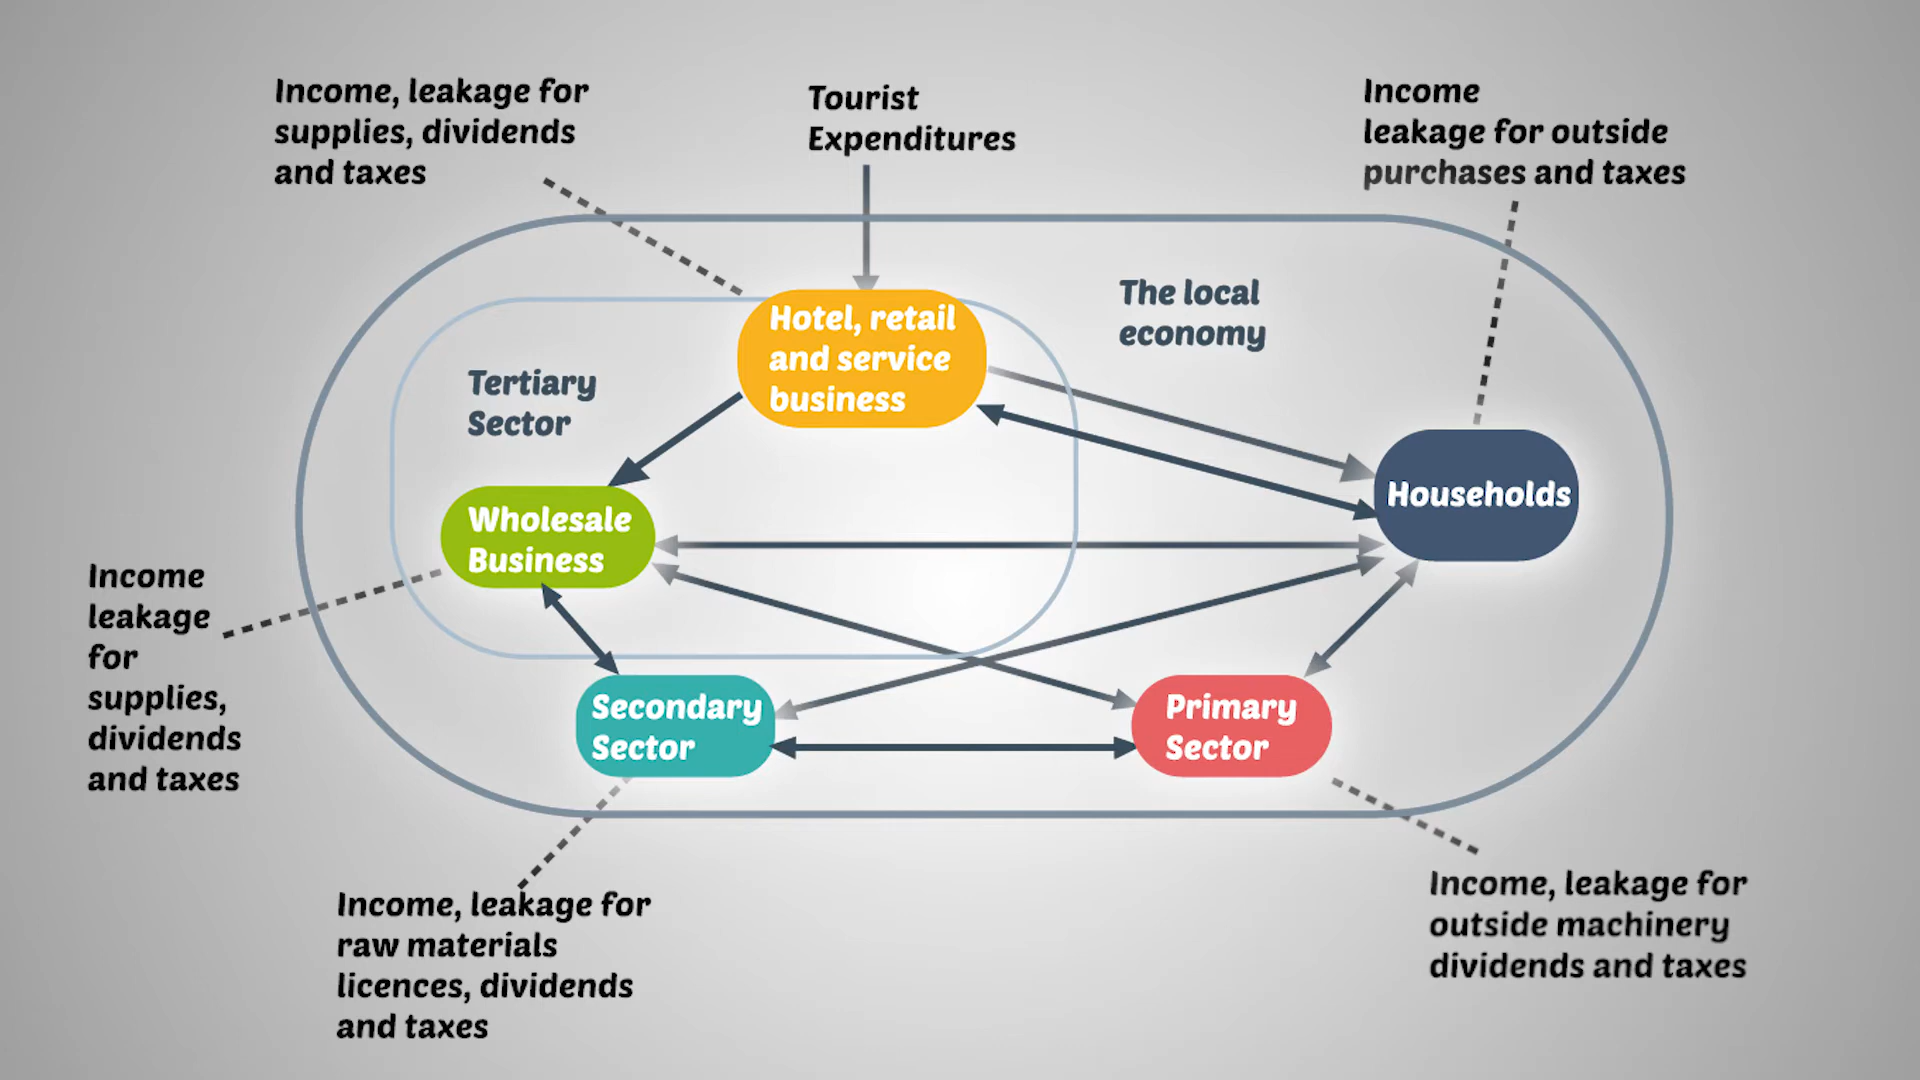 Income, leakage for
supplies, dividends
and taxes
Tourist
Expenditures
Income
leakage for outside
purchases and taxes
The local
economy
Hotel, retail
and service
business
Tertiary
Sector
Households
Wholesale
Business
Income
leakage
for
supplies,
dividends
and taxes
Secondary
Sector
Primary
Sector
Income, leakage for
raw materials
licences, dividends
and taxes
Income, leakage for
outside machinery
dividends and taxes